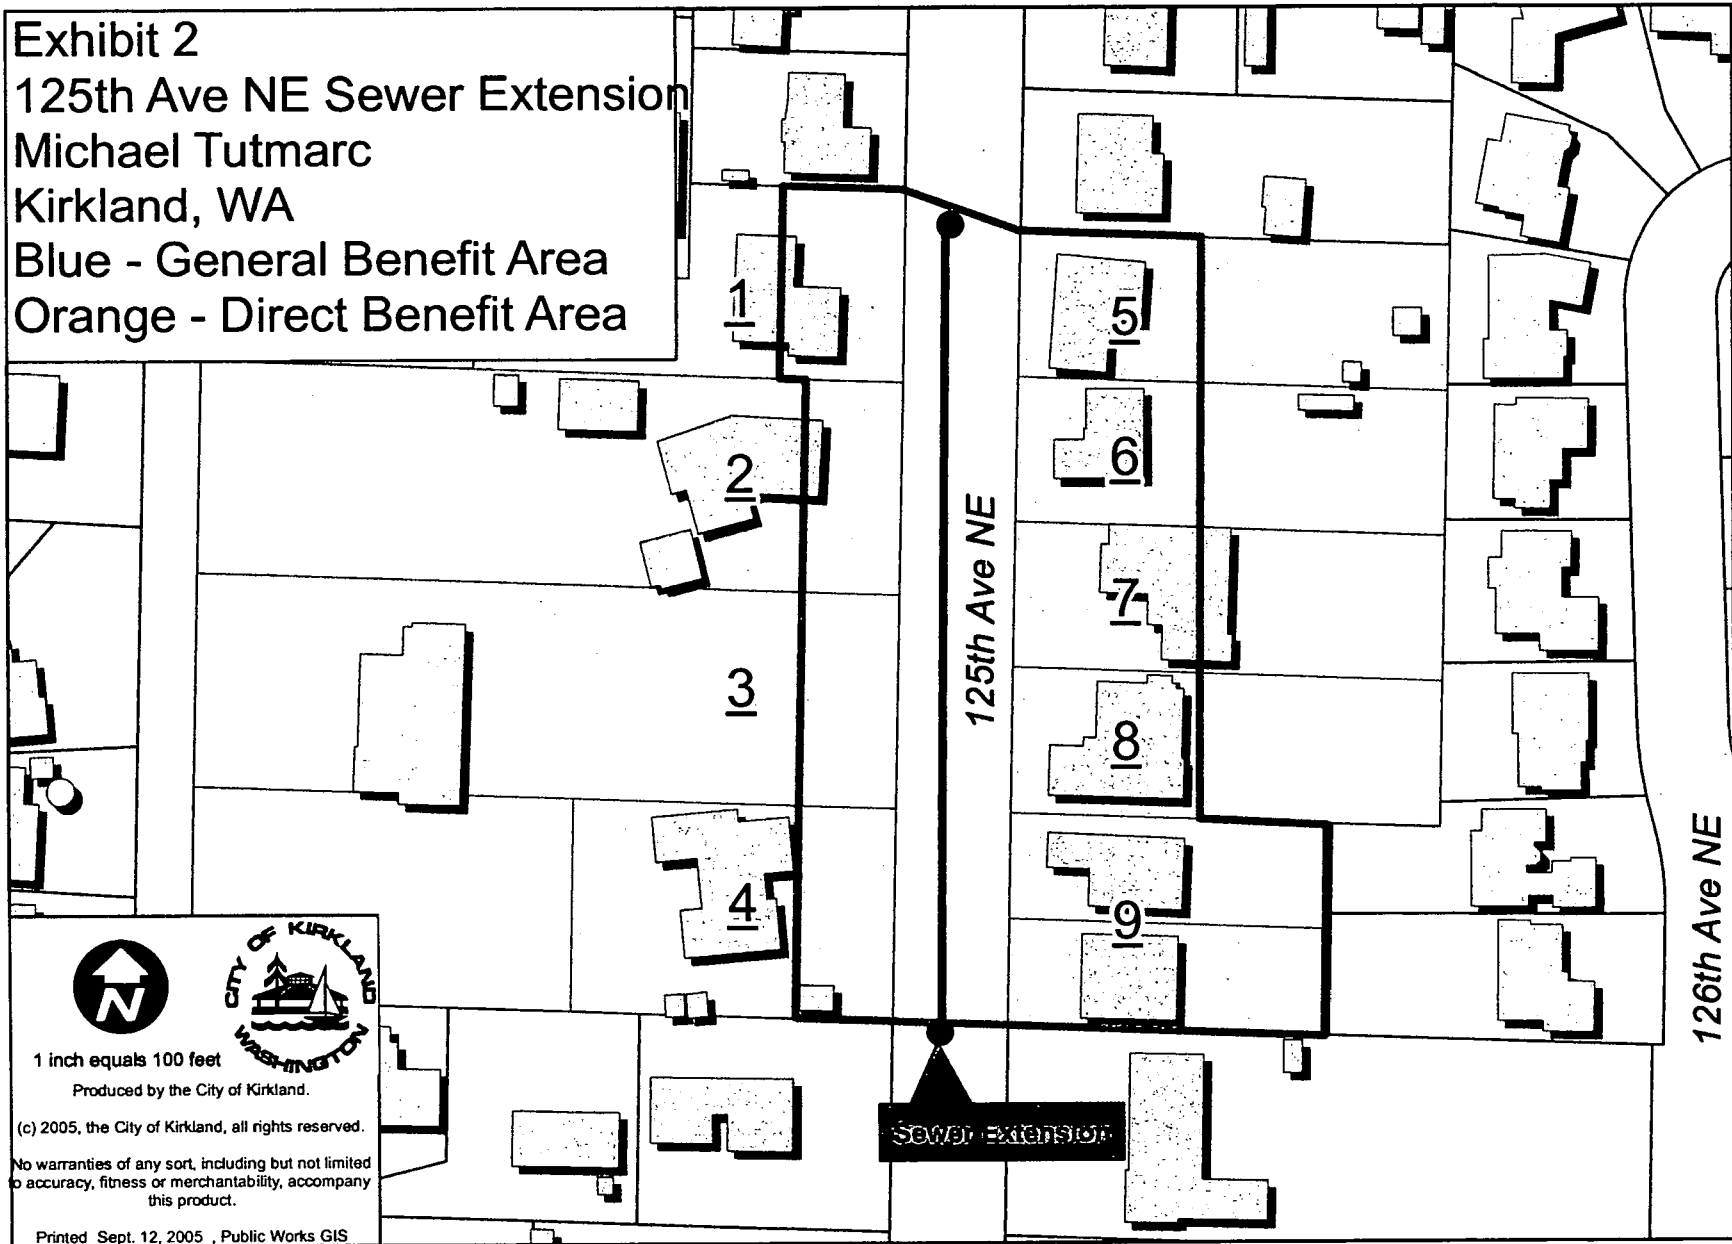 Exhibit 2
125th Ave NE Sewer Extension
Michael Tutmarc
Kirkland, WA
Blue - General Benefit Area
Orange - Direct Benefit Area
1
5
2
6
125th Ave NE
7
3
8
4
9
126th Ave NE
Sewer Extension
N
CITY OF KIRKLAND
WASHINGTON
1 inch equals 100 feet
Produced by the City of Kirkland.
(c) 2005, the City of Kirkland, all rights reserved.
No warranties of any sort, including but not limited
to accuracy, fitness or merchantability, accompany
this product.
Printed Sept. 12, 2005 , Public Works GIS